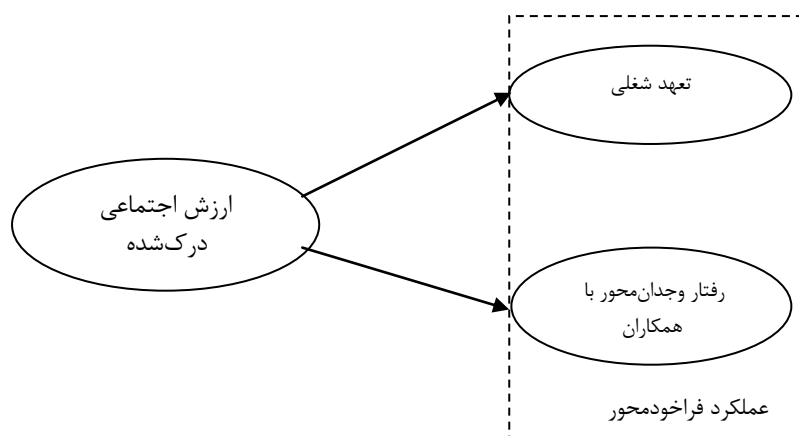 تعهد شغلی
ارزش اجتماعی
درک‌شده
رفتار وجدان‌محور با
همکاران
عملکرد فراخودمحور